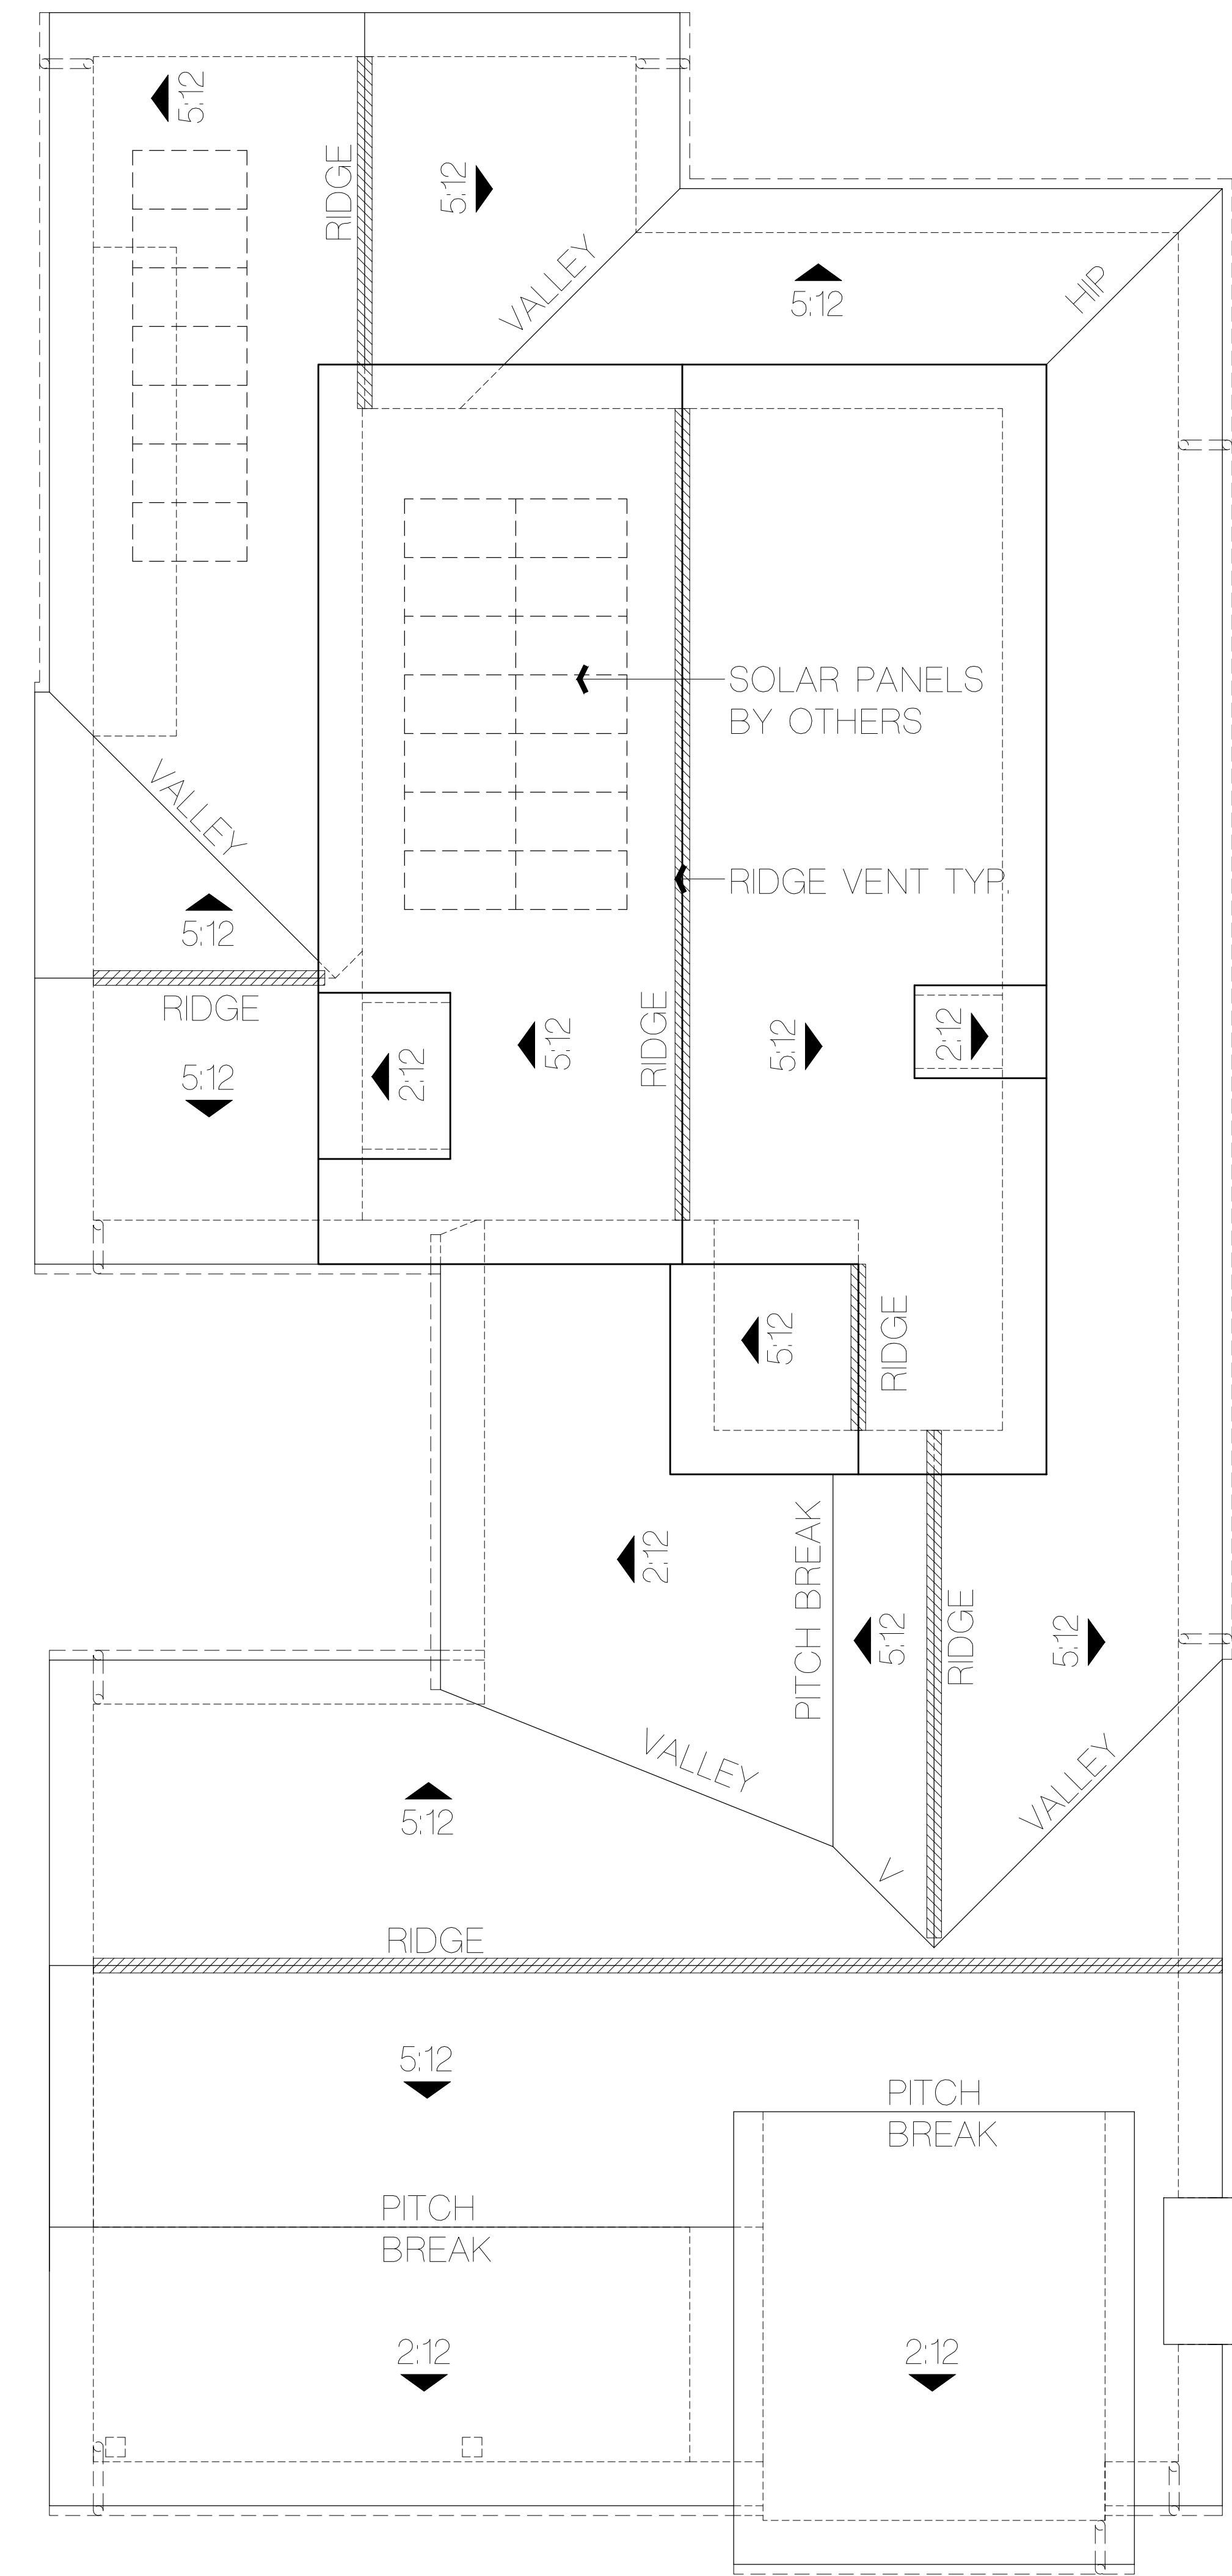 5:12
RIDGE
5:12
VALLEY
5:12
HIP
SOLAR PANELS
BY OTHERS
VALLEY
RIDGE VENT TYP.
5:12
RIDGE
5:12
2:12
5:12
RIDGE
5:12
2:12
5:12
RIDGE
2:12
PITCH BREAK
5:12
RIDGE
5:12
VALLEY
VALLEY
5:12
V
RIDGE
5:12
PITCH
BREAK
PITCH
BREAK
2:12
2:12